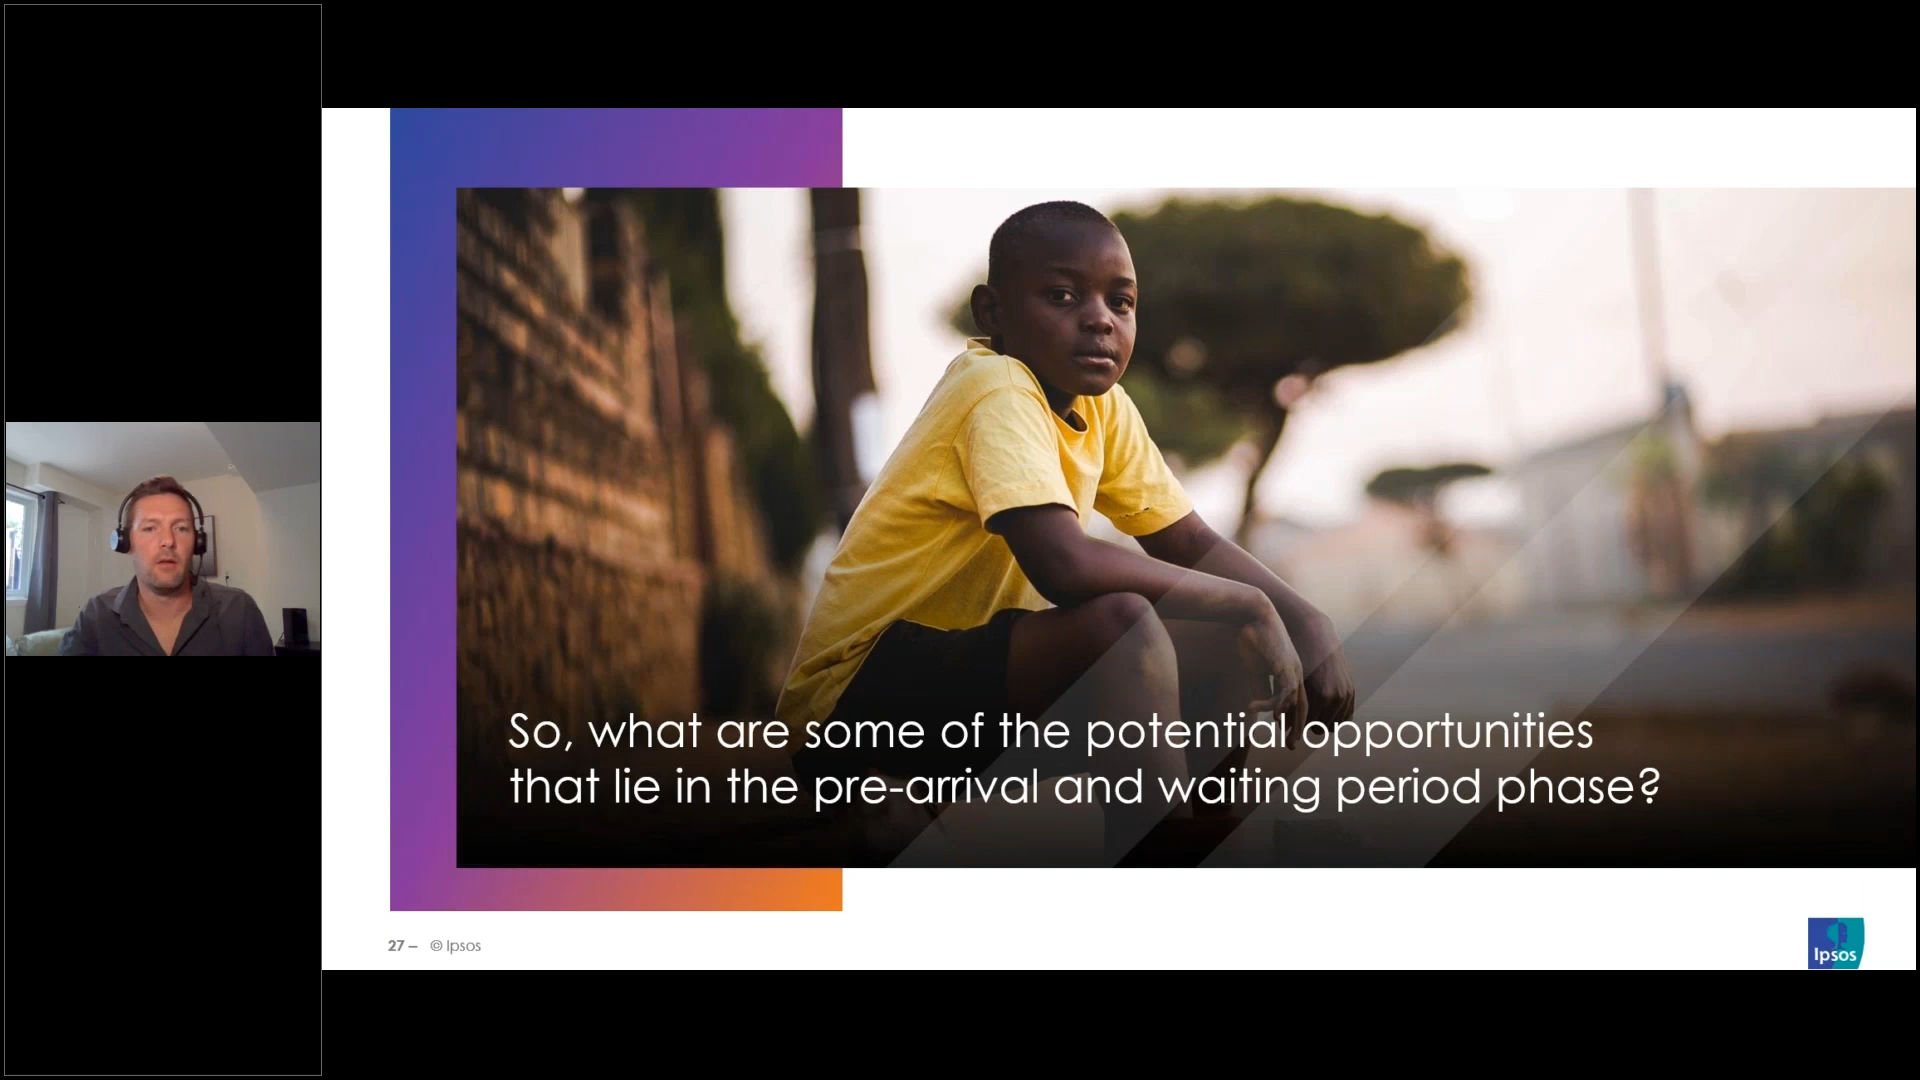 So, what are some of the potential opportunities
that lie in the pre-arrival and waiting period phase?
27 – © Ipsos
Ipsos